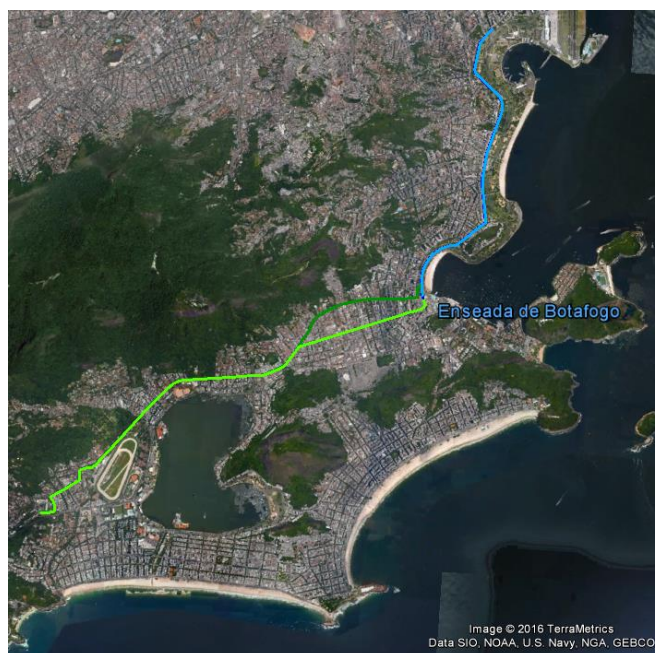 Enseada de Botafogo
Image © 2016 TerraMetrics
Data SIO, NOAA, U.S. Navy, NGA, GEBCO